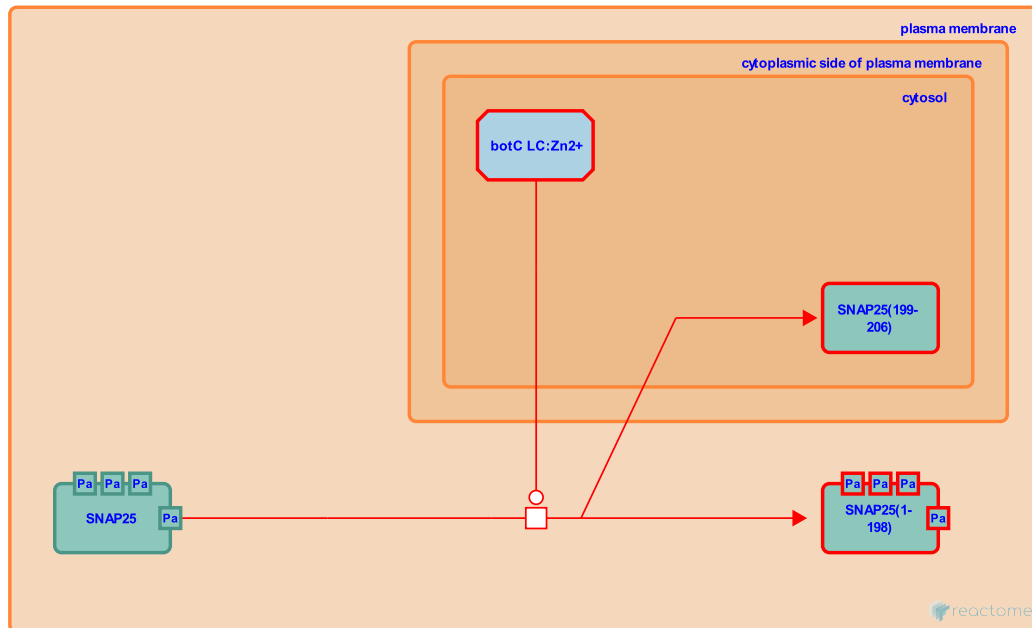 plasma membrane
cytoplasmic side of plasma membrane
cytosol
botC LC:Zn2+
SNAP25(199-
206)
Pa Pa Pa
SNAP25
Pa
Pa Pa Pa
SNAP25(1-
198)
Pa
reactome